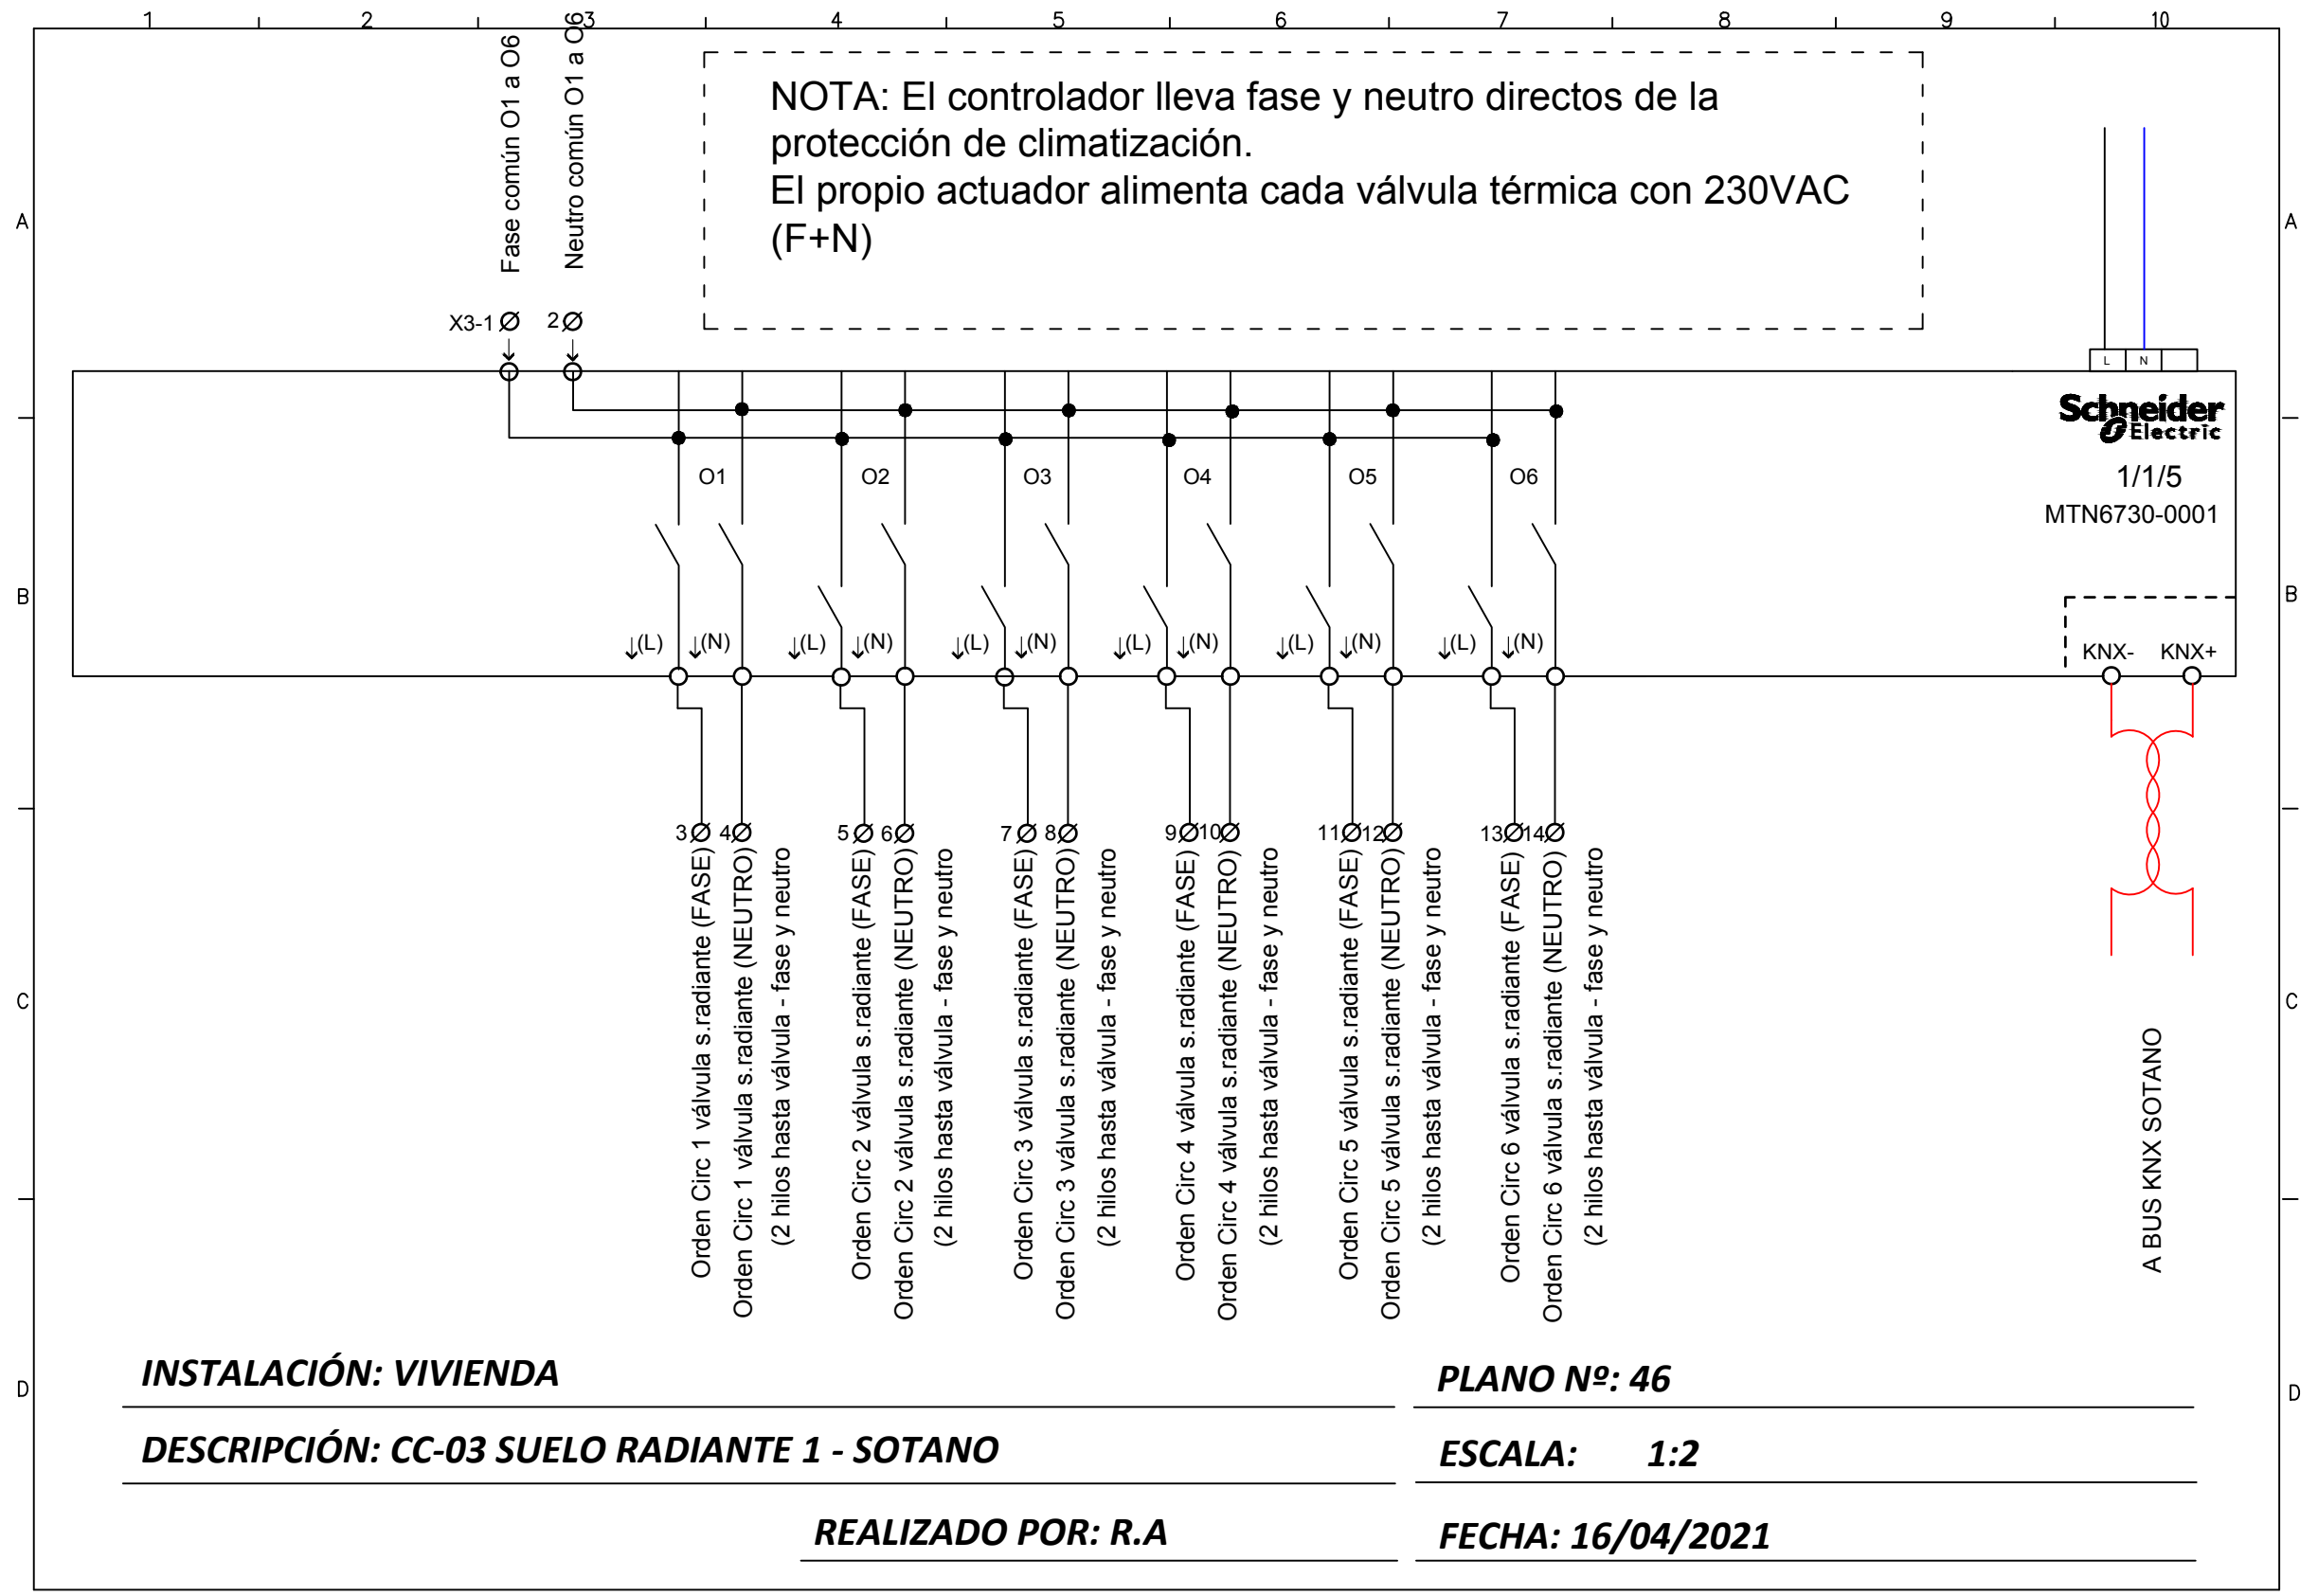 1 2 3 4 5 6 7 8 9 10
Fase común O1 a O6
Neutro común O1 a O6
NOTA: El controlador lleva fase y neutro directos de la
protección de climatización.
El propio actuador alimenta cada válvula térmica con 230VAC
(F+N)
A A
X3-1 2
L N
Schneider
Electric
1/1/5
MTN6730-0001
O1 O2 O3 O4 O5 O6
B B
(L) (N) (L) (N) (L) (N) (L) (N) (L) (N) (L) (N)
KNX- KNX+
3 4 5 6 7 8 9 10 11 12 13 14
Orden Circ 1 válvula s.radiante (FASE)
Orden Circ 1 válvula s.radiante (NEUTRO)
(2 hilos hasta válvula - fase y neutro
Orden Circ 2 válvula s.radiante (FASE)
Orden Circ 2 válvula s.radiante (NEUTRO)
(2 hilos hasta válvula - fase y neutro
Orden Circ 3 válvula s.radiante (FASE)
Orden Circ 3 válvula s.radiante (NEUTRO)
(2 hilos hasta válvula - fase y neutro
Orden Circ 4 válvula s.radiante (FASE)
Orden Circ 4 válvula s.radiante (NEUTRO)
(2 hilos hasta válvula - fase y neutro
Orden Circ 5 válvula s.radiante (FASE)
Orden Circ 5 válvula s.radiante (NEUTRO)
(2 hilos hasta válvula - fase y neutro
Orden Circ 6 válvula s.radiante (FASE)
Orden Circ 6 válvula s.radiante (NEUTRO)
(2 hilos hasta válvula - fase y neutro
A BUS KNX SOTANO
C C
INSTALACIÓN: VIVIENDA
PLANO Nº: 46
D D
DESCRIPCIÓN: CC-03 SUELO RADIANTE 1 - SOTANO
ESCALA: 1:2
REALIZADO POR: R.A
FECHA: 16/04/2021